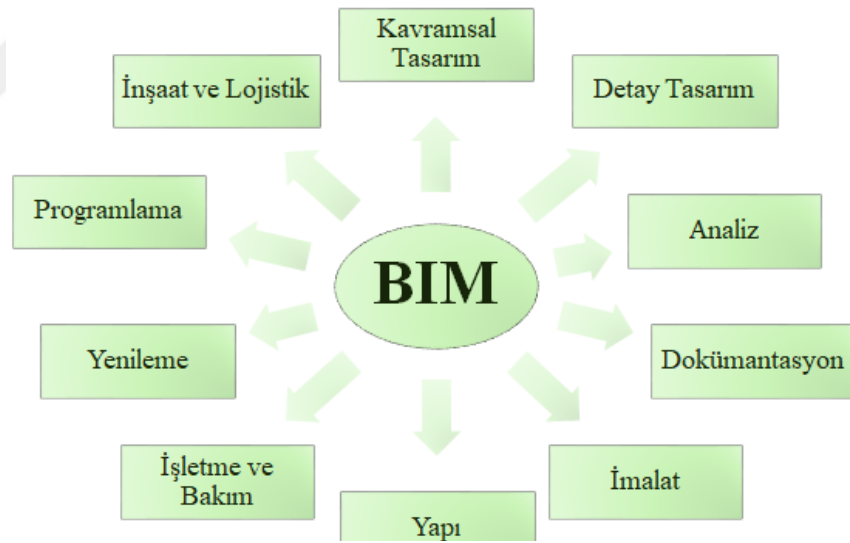 Kavramsal
Tasarım
İnşaat ve Lojistik
Detay Tasarım
Programlama
Analiz
BIM
Yenileme
Dokümantasyon
İşletme ve
Bakım
İmalat
Yapı